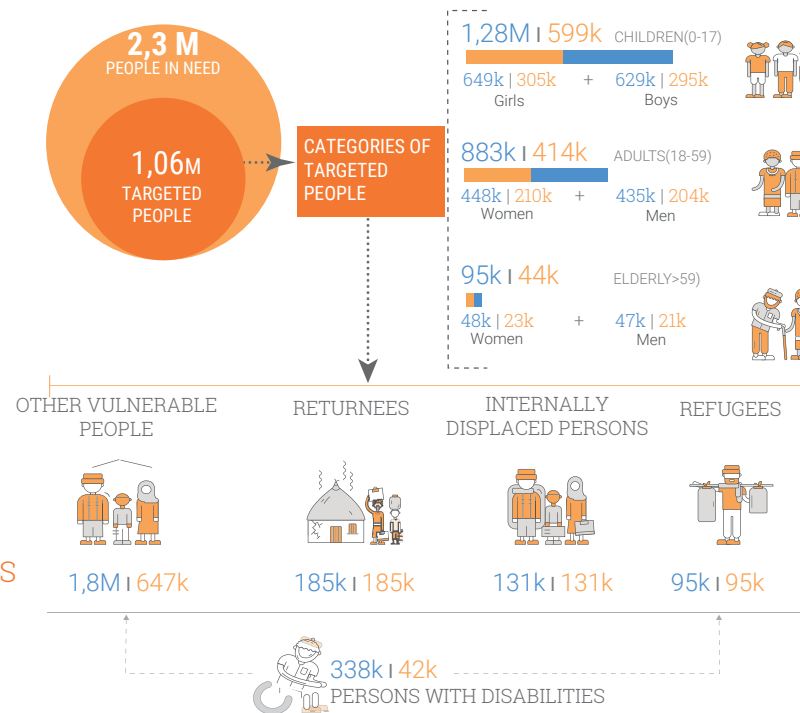 2,3 M
PEOPLE IN NEED
1,06M
TARGETED
PEOPLE
CATEGORIES OF
TARGETED
PEOPLE
1,28M I 599k CHILDREN(0-17)
649k | 305k + 629k | 295k
Girls Boys
883k I 414k ADULTS(18-59)
448k | 210k + 435k | 204k
Women Men
95k I 44k ELDERLY>59)
48k | 23k + 47k | 21k
Women Men
OTHER VULNERABLE
PEOPLE
RETURNEES
INTERNALLY
DISPLACED PERSONS
REFUGEES
S
1,8M I 647k
185k I 185k
131k I 131k
95k I 95k
338k I 42k
PERSONS WITH DISABILITIES